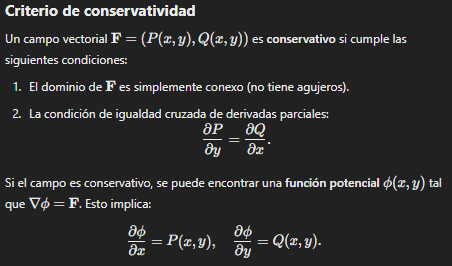 Criterio de conservatividad
Un campo vectorial F = (P(x, y), Q(x, y)) es conservativo si cumple las
siguientes condiciones:
1. El dominio de F es simplemente conexo (no tiene agujeros).
2. La condición de igualdad cruzada de derivadas parciales:
∂P/∂y = ∂Q/∂x.
Si el campo es conservativo, se puede encontrar una función potencial ϕ(x, y) tal
que ∇ϕ = F. Esto implica:
∂ϕ/∂x = P(x, y), ∂ϕ/∂y = Q(x, y).